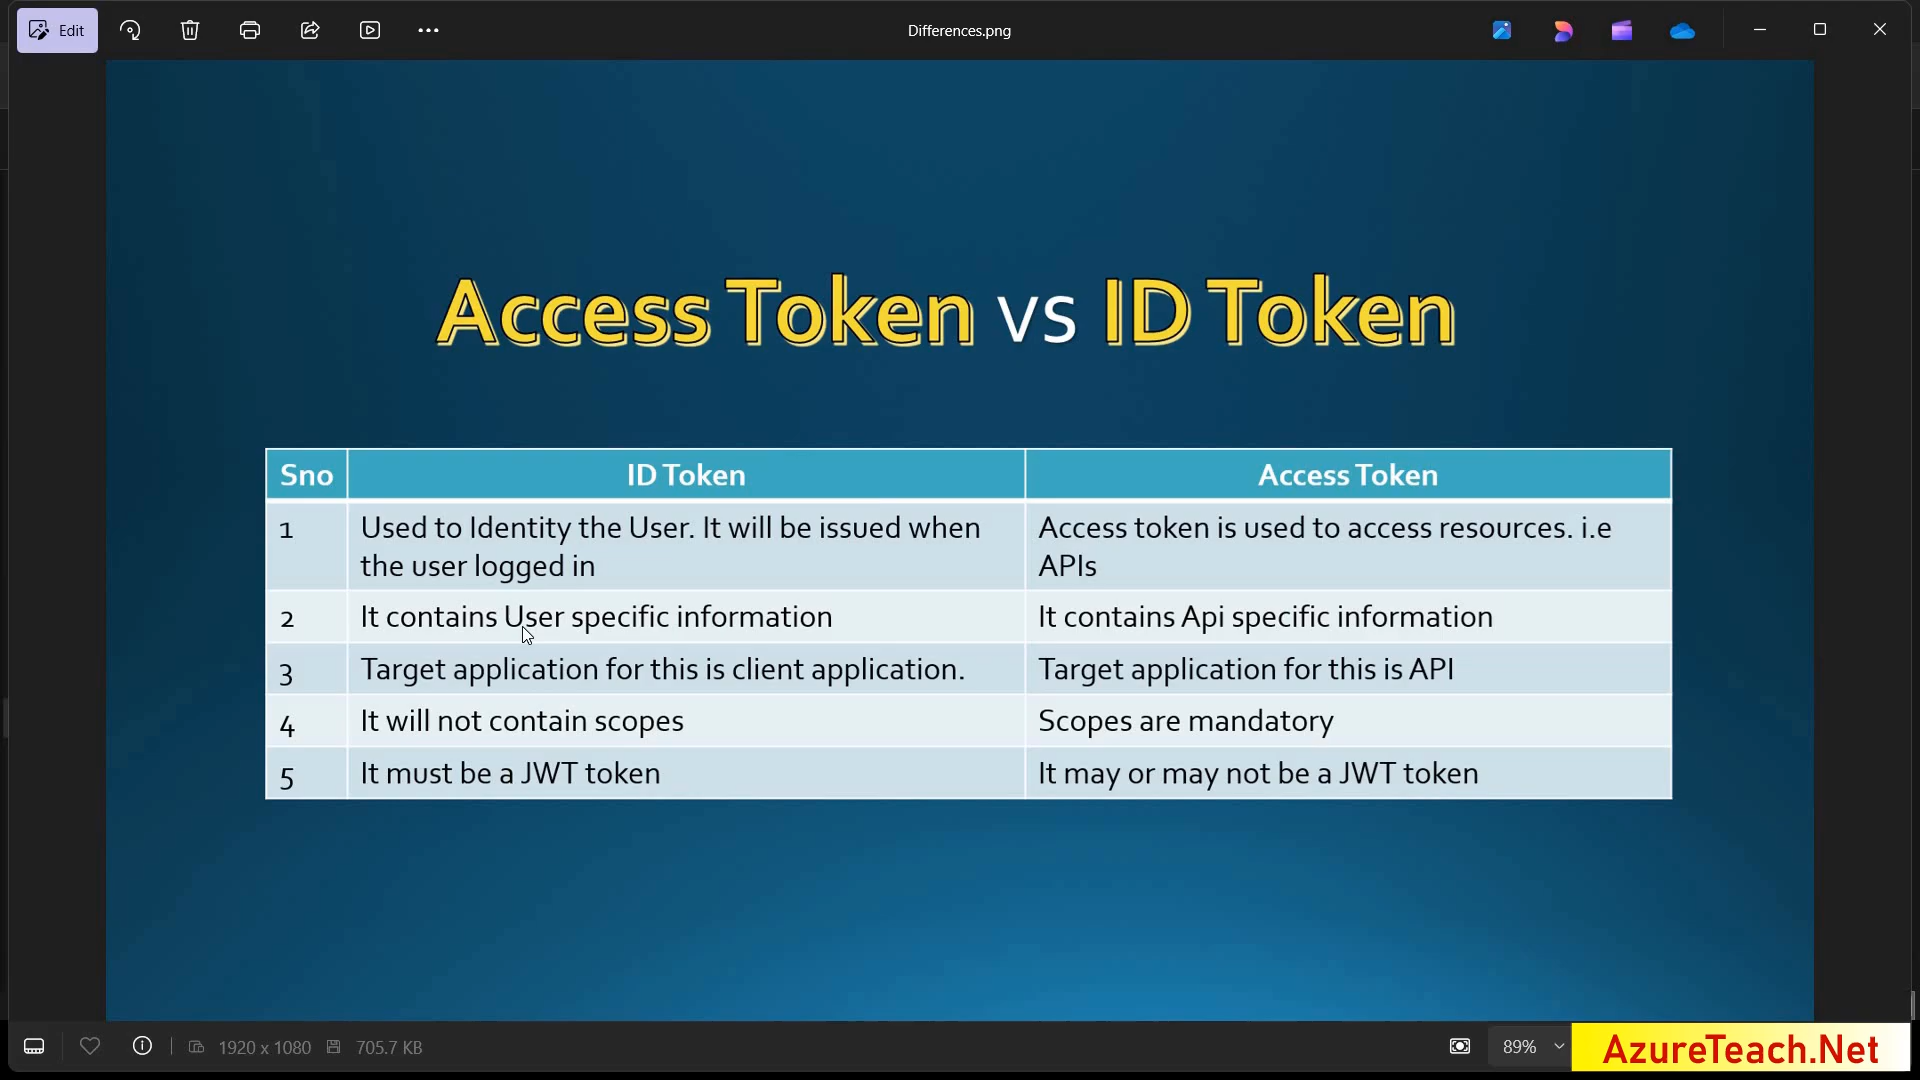 Edit
Differences.png
Access Token vs ID Token
Sno ID Token Access Token
1 Used to Identity the User. It will be issued when Access token is used to access resources. i.e
the user logged in APIs
2 It contains User specific information It contains Api specific information
3 Target application for this is client application. Target application for this is API
4 It will not contain scopes Scopes are mandatory
5 It must be a JWT token It may or may not be a JWT token
1920 x 1080 705.7 KB 89%
AzureTeach.Net